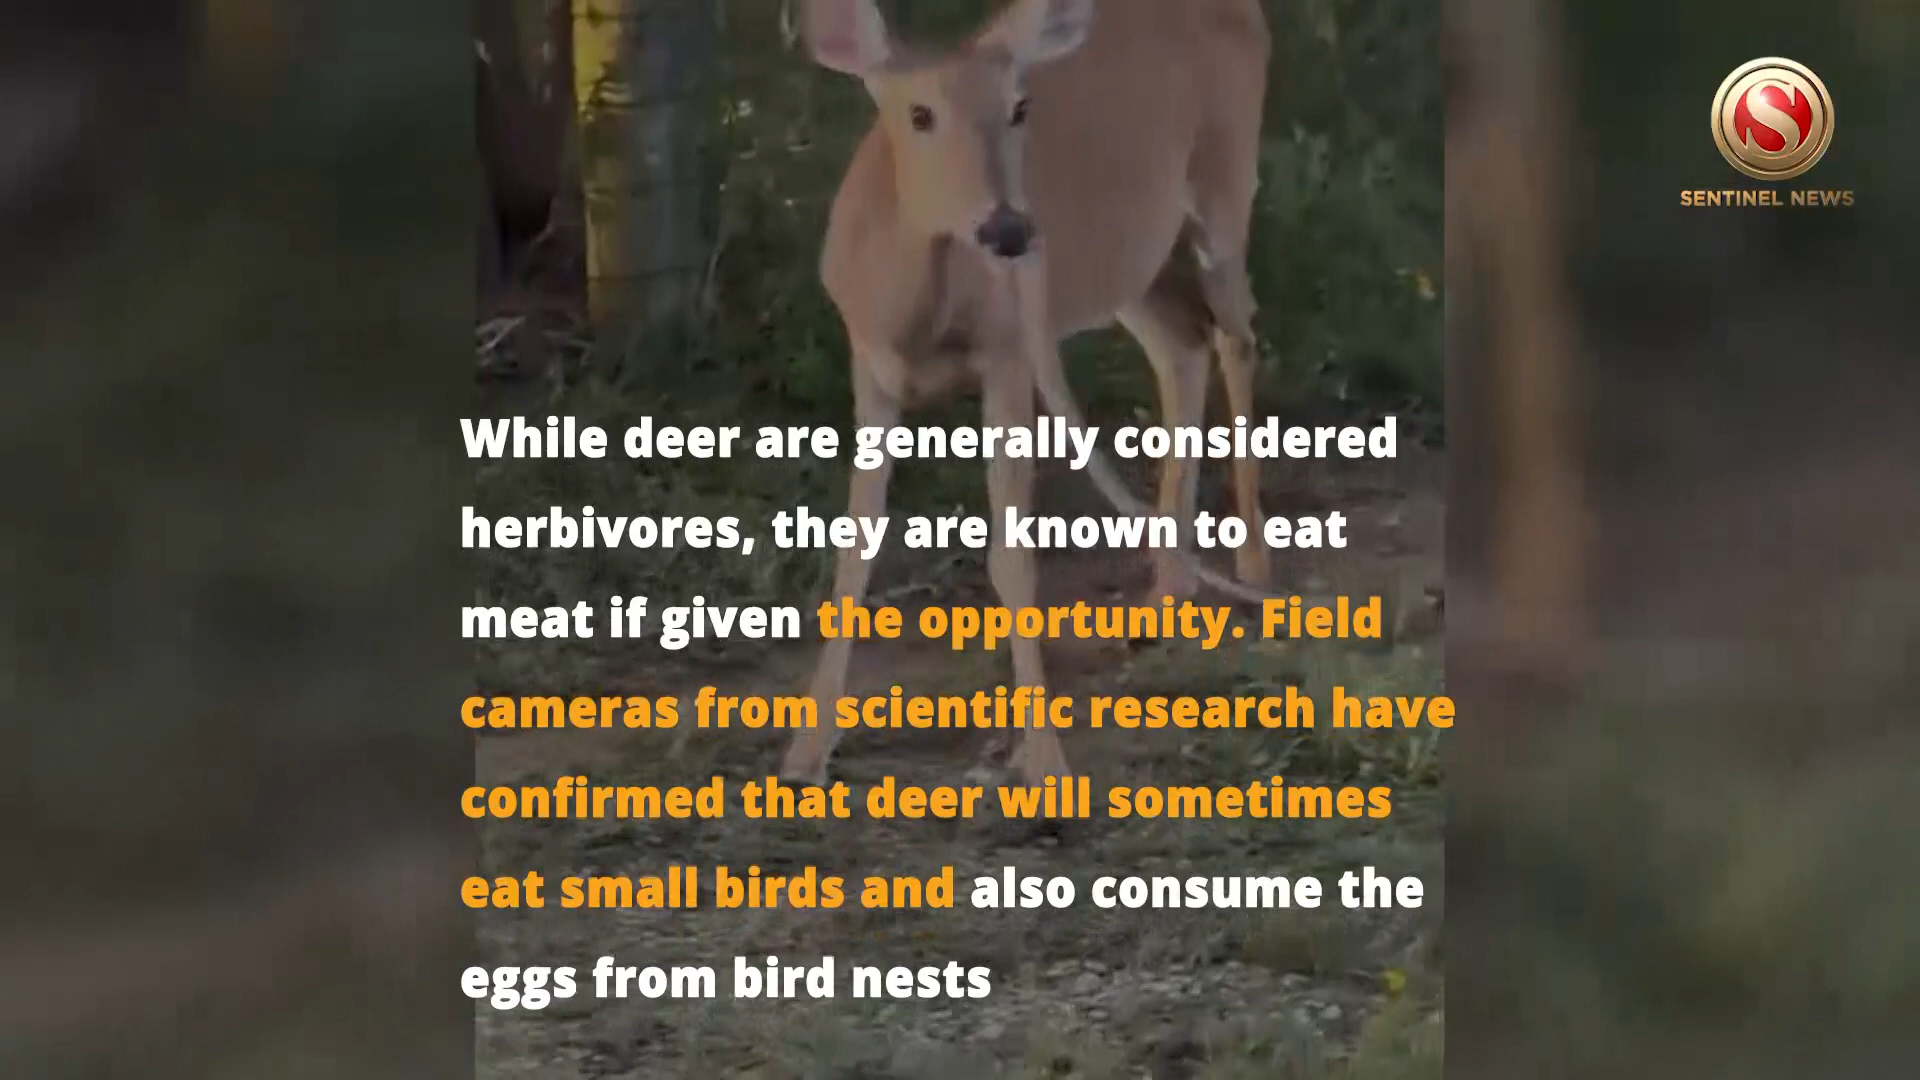 S
SENTINEL NEWS
While deer are generally considered
herbivores, they are known to eat
meat if given the opportunity. Field
cameras from scientific research have
confirmed that deer will sometimes
eat small birds and also consume the
eggs from bird nests